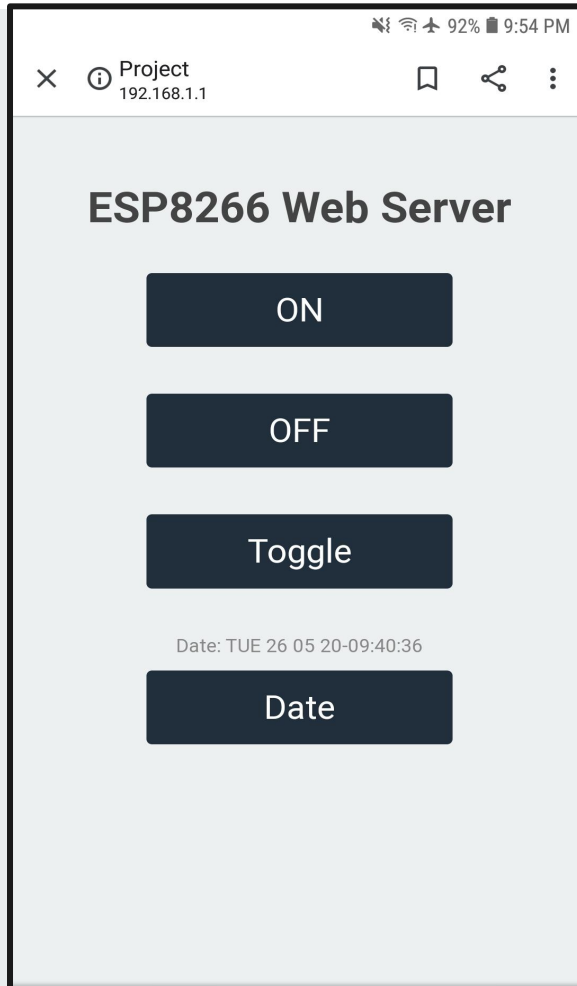 92% 9:54 PM
Project
192.168.1.1
ESP8266 Web Server
ON
OFF
Toggle
Date: TUE 26 05 20-09:40:36
Date